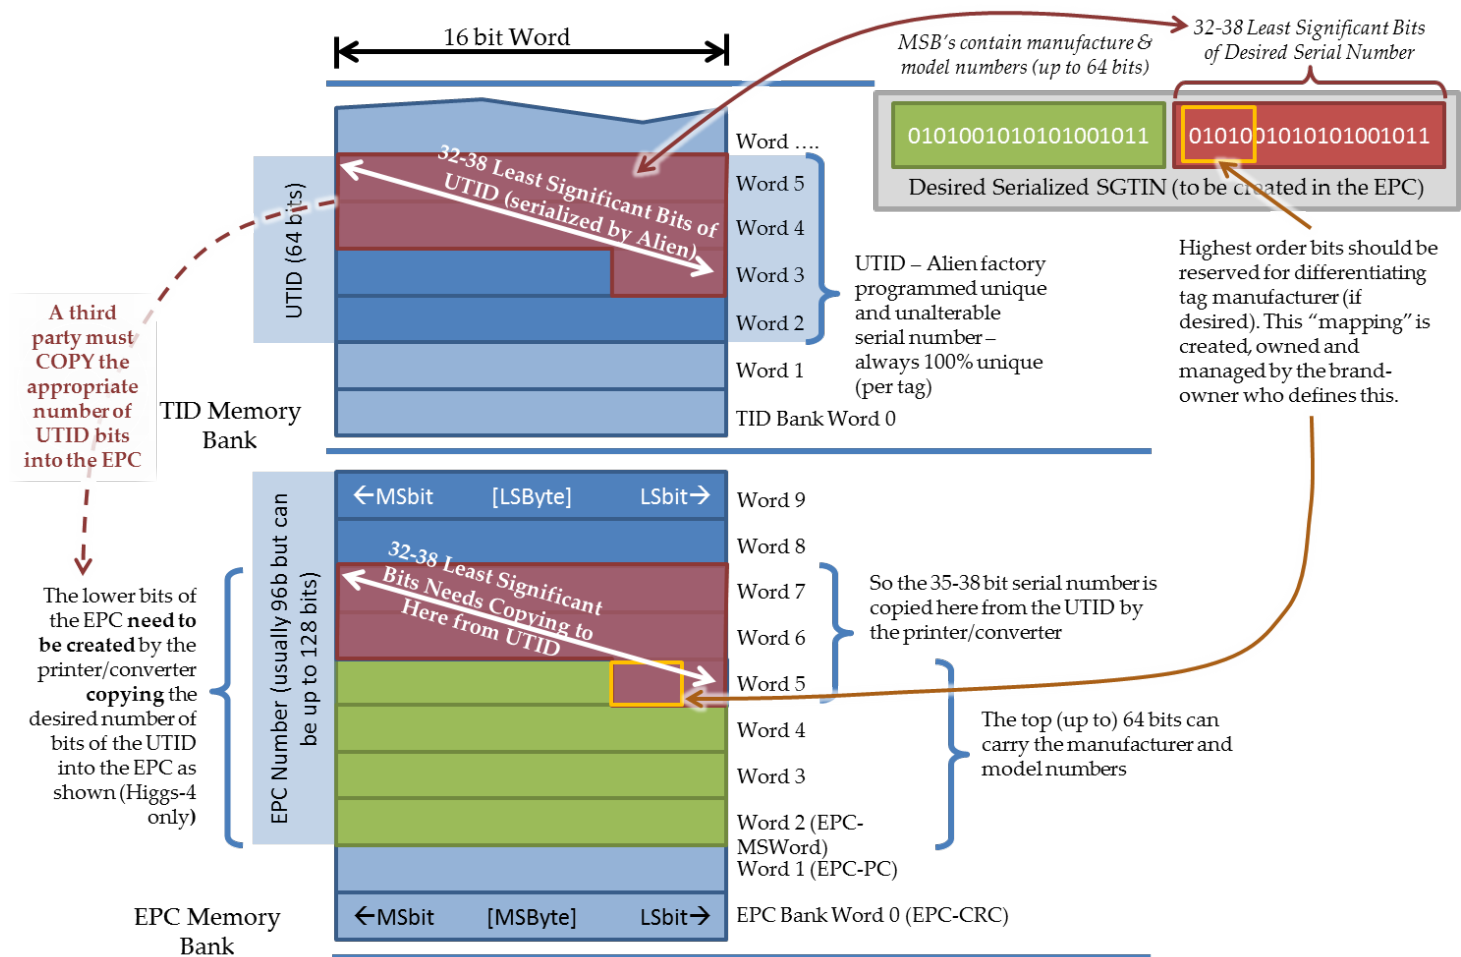 16 bit Word
MSB's contain manufacture &
model numbers (up to 64 bits)
32-38 Least Significant Bits
of Desired Serial Number
0101001010101001011
0101001010101001011
Desired Serialized SGTIN (to be created in the EPC)
Word ....
Word 5
Word 4
Word 3
Word 2
Word 1
TID Bank Word 0
32-38 Least Significant Bits of
UTID (serialized by Alien)
UTID (64 bits)
UTID – Alien factory
programmed unique
and unalterable
serial number –
always 100% unique
(per tag)
Highest order bits should be
reserved for differentiating
tag manufacturer (if
desired). This “mapping” is
created, owned and
managed by the brand-
owner who defines this.
A third
party must
COPY the
appropriate
number of
UTID bits
into the EPC
TID Memory
Bank
←MSbit [LSByte] LSbit→
Word 9
Word 8
Word 7
Word 6
Word 5
Word 4
Word 3
Word 2 (EPC-
MSWord)
Word 1 (EPC-PC)
EPC Bank Word 0 (EPC-CRC)
32-38 Least Significant
Bits Needs Copying to
Here from UTID
EPC Number (usually 96b but can
be up to 128 bits)
The lower bits of
the EPC need to
be created by the
printer/converter
copying the
desired number of
bits of the UTID
into the EPC as
shown (Higgs-4
only)
So the 35-38 bit serial number is
copied here from the UTID by
the printer/converter
The top (up to) 64 bits can
carry the manufacturer and
model numbers
←MSbit [MSByte] LSbit→
EPC Memory
Bank